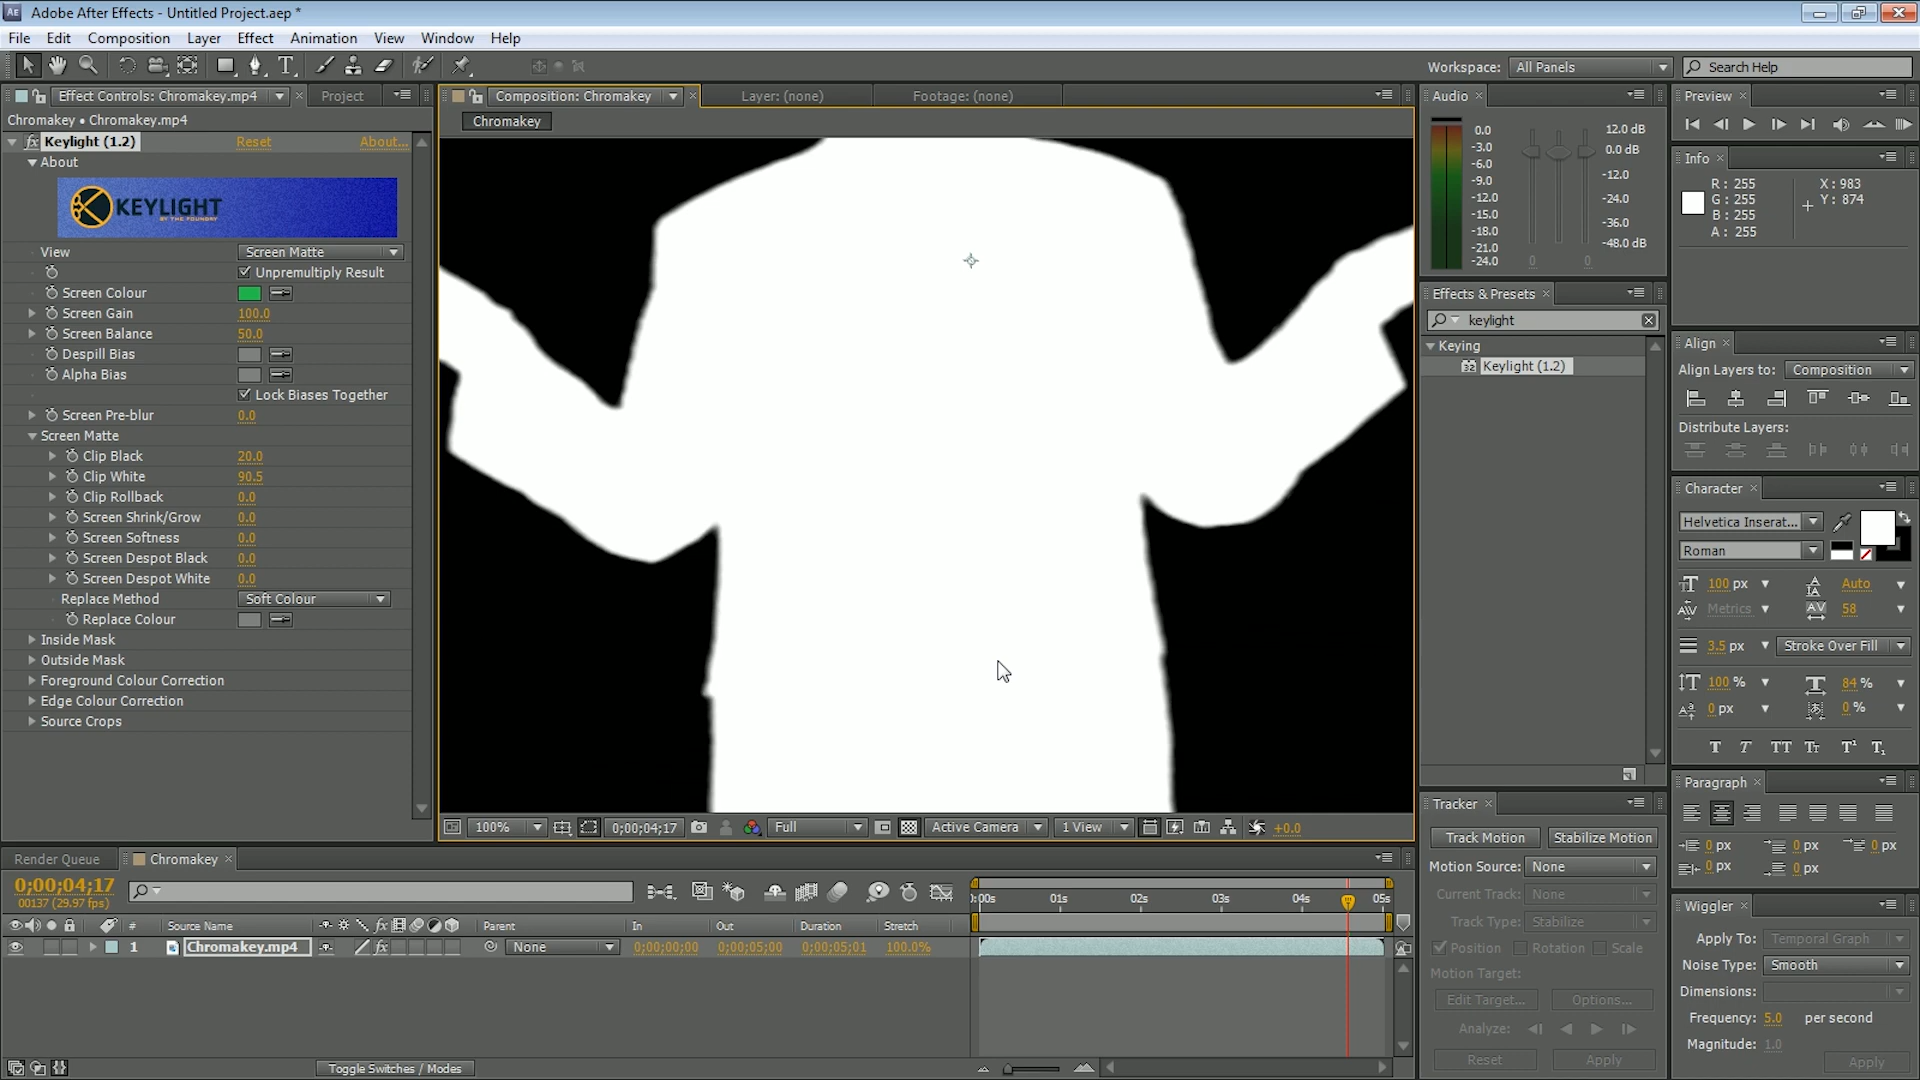 Adobe After Effects - Untitled Project.aep *
File Edit Composition Layer Effect Animation View Window Help
Workspace: All Panels Search Help
Effect Controls: Chromakey.mp4 × Project
Composition: Chromakey × Layer: (none) Footage: (none)
Chromakey • Chromakey.mp4
Chromakey
Keylight (1.2) Reset About...
About
KEYLIGHT
BY THE FOUNDRY
View Screen Matte
Unpremultiply Result
Screen Colour
Screen Gain 100.0
Screen Balance 50.0
Despill Bias
Alpha Bias
Lock Biases Together
Screen Pre-blur 0.0
Screen Matte
Clip Black 20.0
Clip White 90.5
Clip Rollback 0.0
Screen Shrink/Grow 0.0
Screen Softness 0.0
Screen Despot Black 0.0
Screen Despot White 0.0
Replace Method Soft Colour
Replace Colour
Inside Mask
Outside Mask
Foreground Colour Correction
Edge Colour Correction
Source Crops
100% 0;00;04;17 Full Active Camera 1 View +0.0
Audio ×
0.0 12.0 dB
-3.0 0.0 dB
-6.0
-9.0 -12.0
-12.0 -24.0
-15.0
-18.0 -36.0
-21.0 -48.0 dB
-24.0 0 0
Effects & Presets ×
keylight
Keying
32 Keylight (1.2)
Tracker ×
Track Motion Stabilize Motion
Motion Source: None
Current Track: None
Track Type: Stabilize
Position Rotation Scale
Motion Target:
Edit Target... Options...
Analyze:
Reset Apply
Preview ×
Info ×
R : 255 X : 983
G : 255 Y : 874
B : 255
A : 255
Align ×
Align Layers to: Composition
Distribute Layers:
Character ×
Helvetica Inserat...
Roman
100 px Auto
Metrics 58
3.5 px Stroke Over Fill
100 % 84 %
0 px 0 %
T T TT Tt T¹ T₁
Paragraph ×
0 px 0 px 0 px
0 px 0 px
Wiggler ×
Apply To: Temporal Graph
Noise Type: Smooth
Dimensions:
Frequency: 5.0 per second
Magnitude: 1.0
Apply
Render Queue Chromakey ×
0;00;04;17
00137 (29.97 fps)
:00s 01s 02s 03s 04s 05s
# Source Name Parent In Out Duration Stretch
1 Chromakey.mp4 None 0;00;00;00 0;00;05;00 0;00;05;01 100.0%
Toggle Switches / Modes